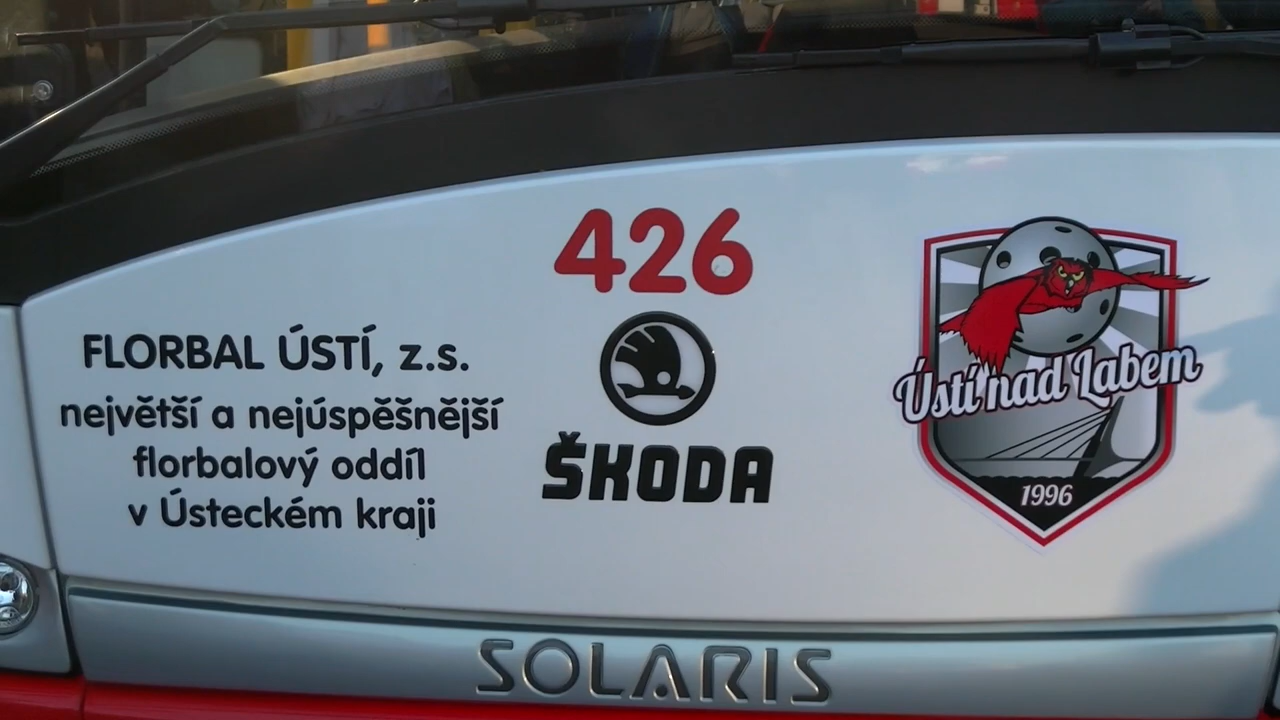 426
FLORBAL ÚSTÍ, z.s.
největší a nejúspěšnější
florbalový oddíl
v Ústeckém kraji
ŠKODA
Ústí nad Labem
1996
SOLARIS